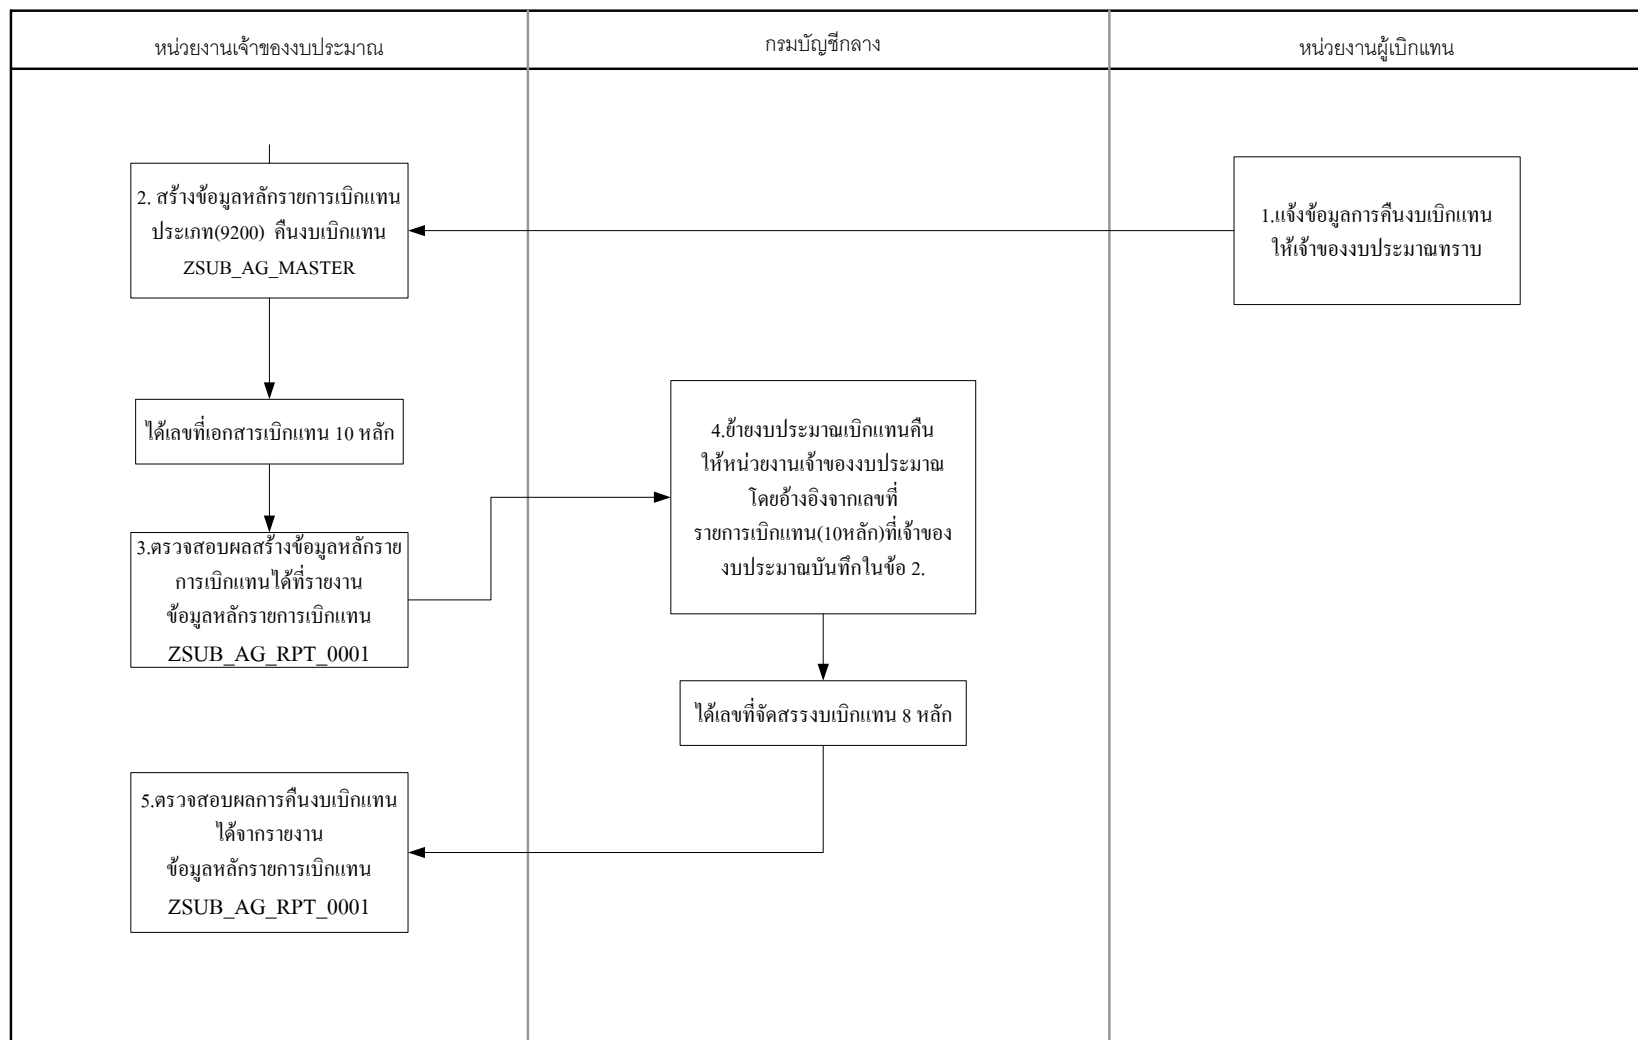 หน่วยงานเจ้าของงบประมาณ
กรมบัญชีกลาง
หน่วยงานผู้เบิกแทน
1.แจ้งข้อมูลการคืนงบเบิกแทน
ให้เจ้าของงบประมาณทราบ
2. สร้างข้อมูลหลักรายการเบิกแทน
ประเภท(9200) คืนงบเบิกแทน
ZSUB_AG_MASTER
ได้เลขที่เอกสารเบิกแทน 10 หลัก
3.ตรวจสอบผลสร้างข้อมูลหลักราย
การเบิกแทนได้ที่รายงาน
ข้อมูลหลักรายการเบิกแทน
ZSUB_AG_RPT_0001
4.ย้ายงบประมาณเบิกแทนคืน
ให้หน่วยงานเจ้าของงบประมาณ
โดยอ้างอิงจากเลขที่
รายการเบิกแทน(10หลัก)ที่เจ้าของ
งบประมาณบันทึกในข้อ 2.
ได้เลขที่จัดสรรงบเบิกแทน 8 หลัก
5.ตรวจสอบผลการคืนงบเบิกแทน
ได้จากรายงาน
ข้อมูลหลักรายการเบิกแทน
ZSUB_AG_RPT_0001